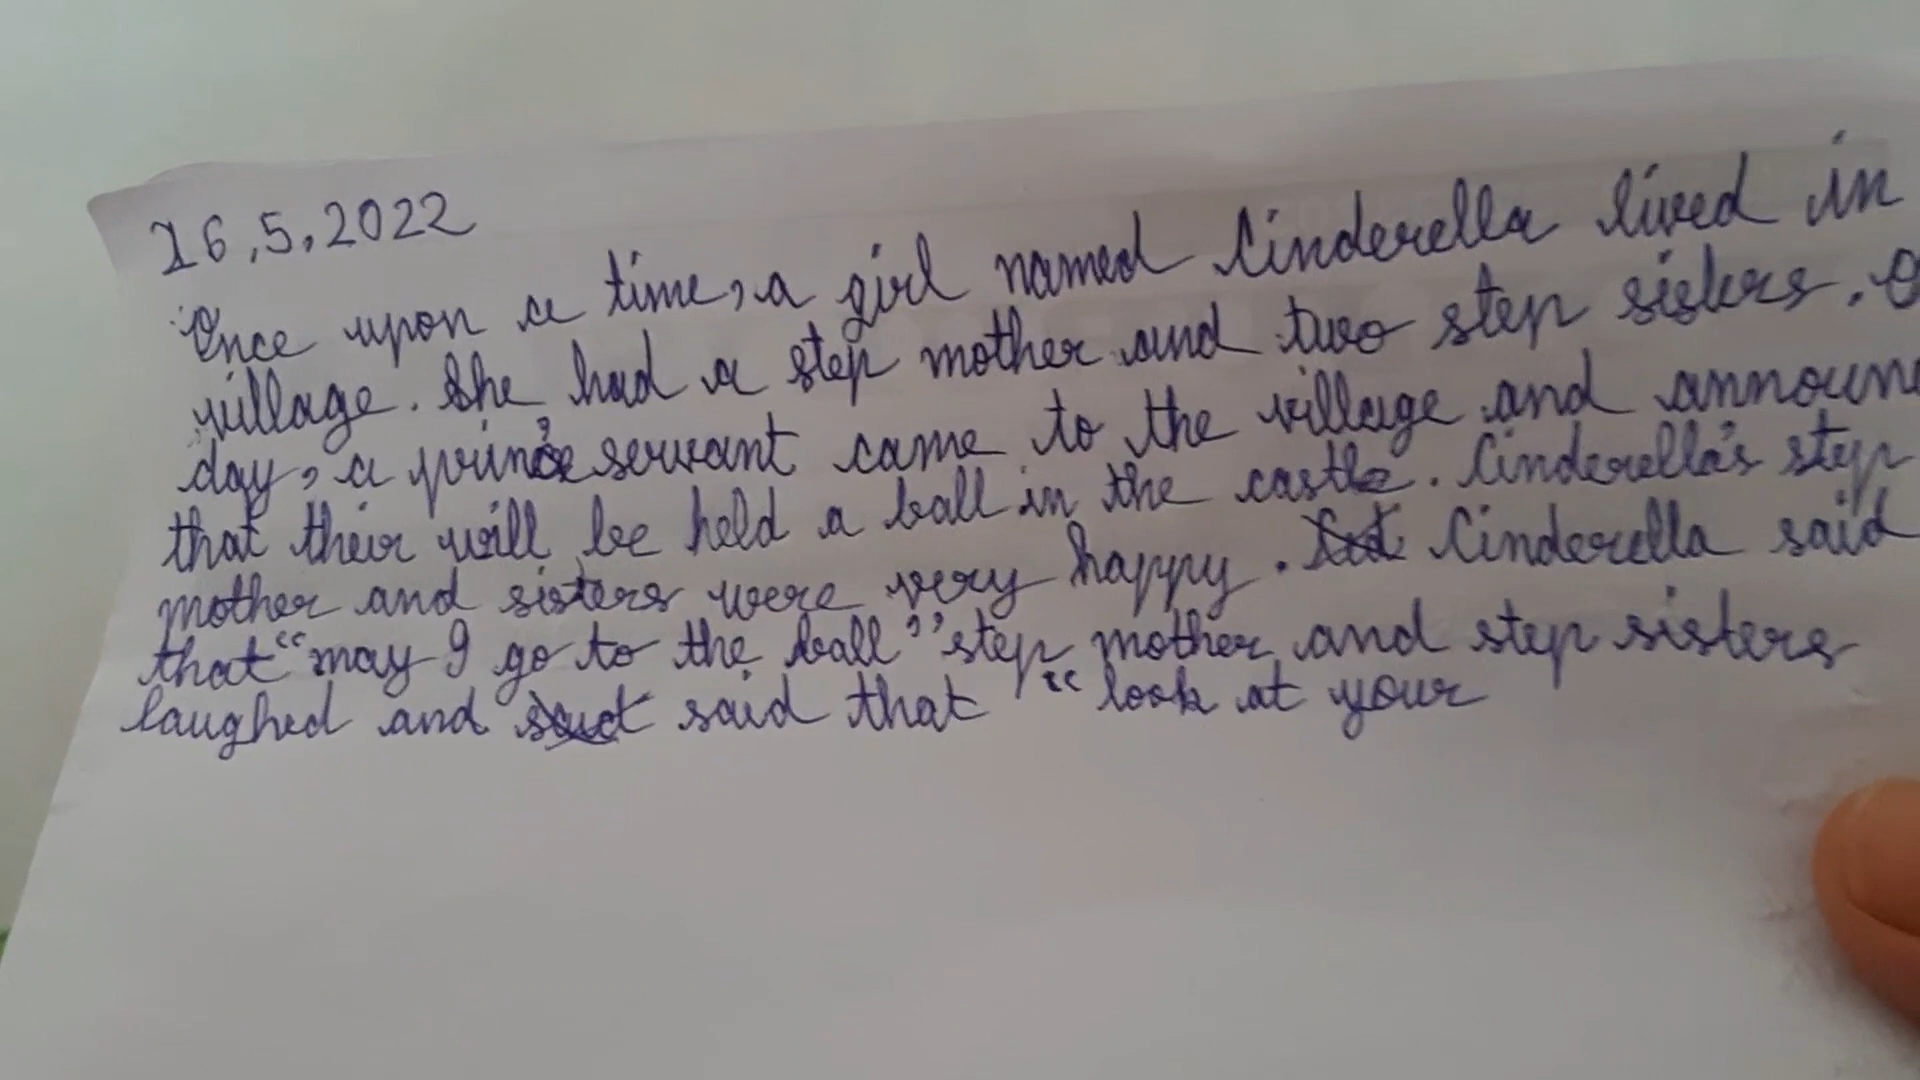 16,5,2022
Once upon a time, a girl named Cinderella lived in
village. She had a step mother and two step sisters.
day, a prince's servant came to the village and announ
that their will be held a ball in the castle. Cinderella's step
mother and sisters were very happy. Cinderella said
that "may I go to the ball" step mother and step sisters
laughed and said that "look at your